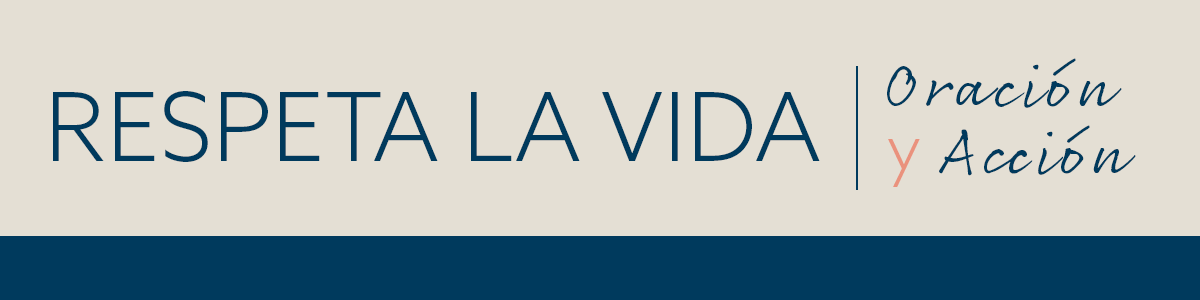 RESPETA LA VIDA
Oración
y Acción